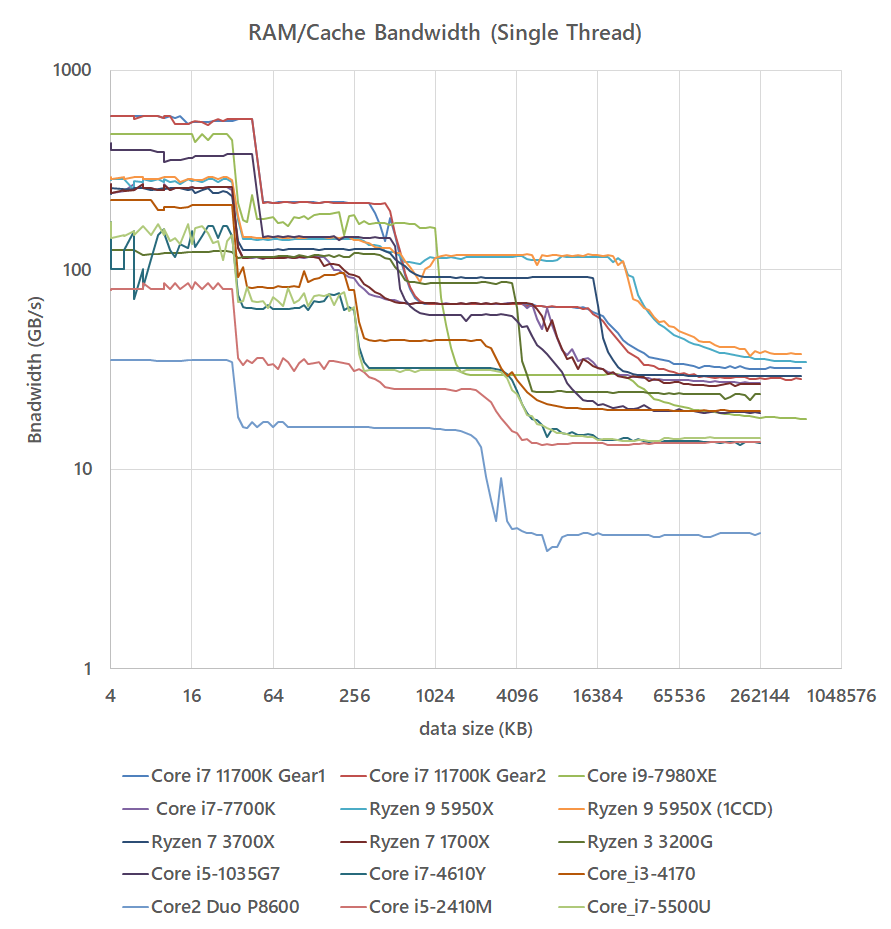 RAM/Cache Bandwidth (Single Thread)
1000
100
10
1
Bnadwidth (GB/s)
4 16 64 256 1024 4096 16384 65536 262144 1048576
data size (KB)
Core i7 11700K Gear1 Core i7 11700K Gear2 Core i9-7980XE
Core i7-7700K Ryzen 9 5950X Ryzen 9 5950X (1CCD)
Ryzen 7 3700X Ryzen 7 1700X Ryzen 3 3200G
Core i5-1035G7 Core i7-4610Y Core_i3-4170
Core2 Duo P8600 Core i5-2410M Core_i7-5500U